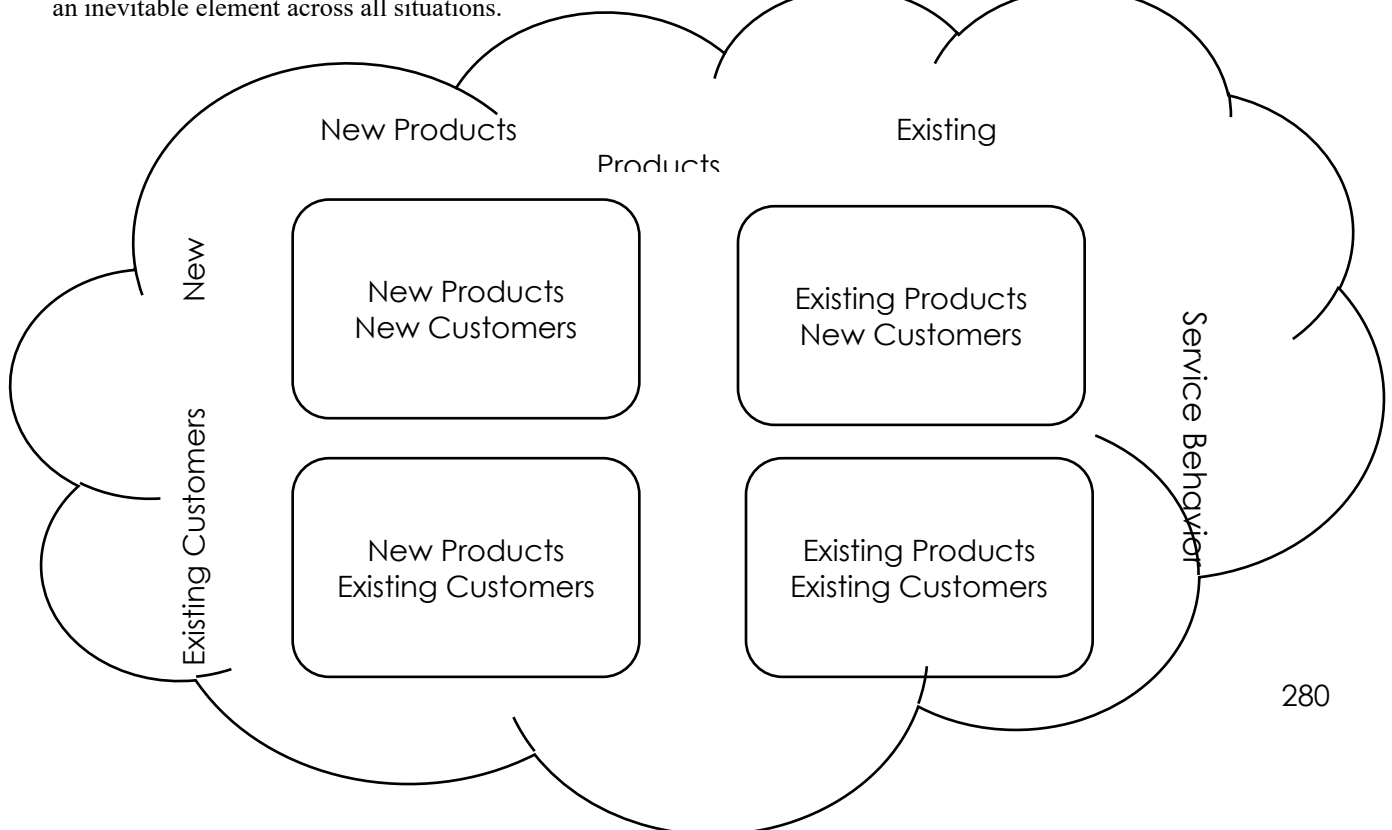 an inevitable element across all situations.
New Products Existing
Products
New
New Products
New Customers
Existing Products
New Customers
Service Behavior
Existing Customers
New Products
Existing Customers
Existing Products
Existing Customers
280